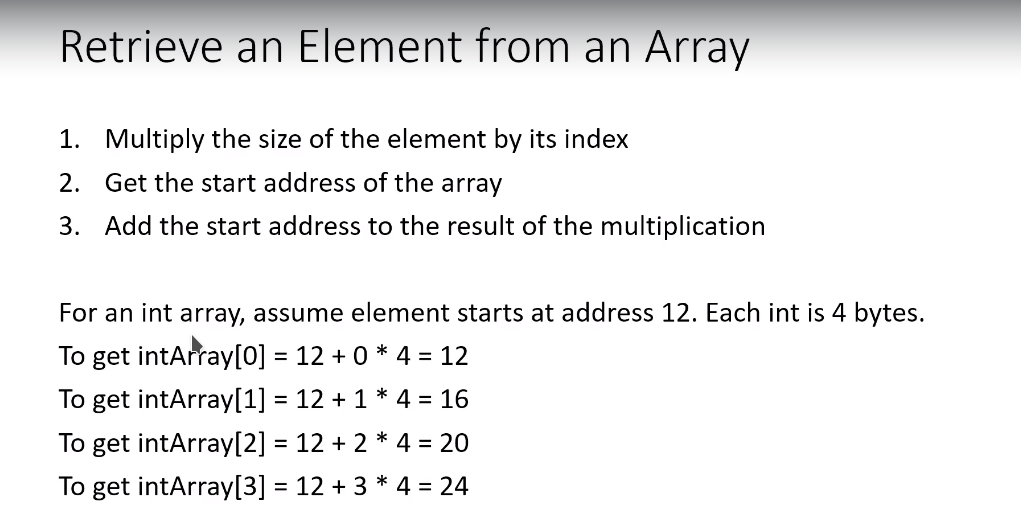 Retrieve an Element from an Array
1. Multiply the size of the element by its index
2. Get the start address of the array
3. Add the start address to the result of the multiplication
For an int array, assume element starts at address 12. Each int is 4 bytes.
To get intArray[0] = 12 + 0 * 4 = 12
To get intArray[1] = 12 + 1 * 4 = 16
To get intArray[2] = 12 + 2 * 4 = 20
To get intArray[3] = 12 + 3 * 4 = 24